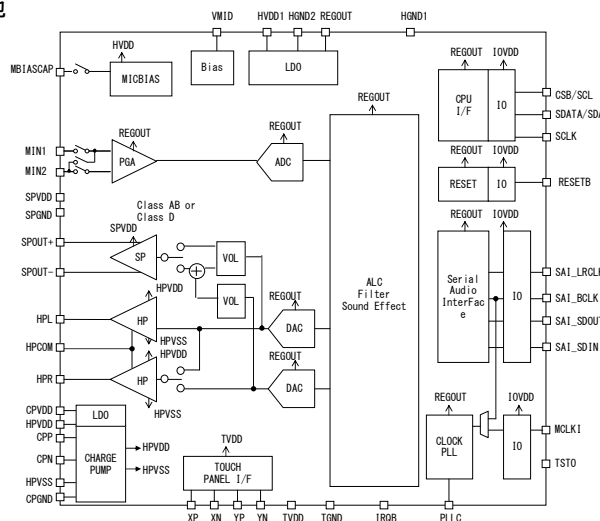 VMID HVDD1 HGND2 REGOUT HGND1
HVDD
MBIASCAP
MICBIAS
Bias
LDO
REGOUT
REGOUT IOVDD
CPU
I/F
IO
CSB/SCL
SDATA/SDA
SCLK
MIN1
MIN2
REGOUT
PGA
REGOUT
ADC
REGOUT IOVDD
RESET
IO
RESETB
SPVDD
SPGND
Class AB or
Class D
SPVDD
SPOUT+
SPOUT-
SP
VOL
VOL
ALC
Filter
Sound Effect
REGOUT IOVDD
Serial
Audio
InterFac
e
IO
SAI_LRCLK
SAI_BCLK
SAI_SDOUT
SAI_SDIN
HPVDD
HPL
HP
HPVSS
HPCOM
HPVDD
HPR
HP
HPVSS
REGOUT
DAC
REGOUT
DAC
CPVDD
HPVDD
CPP
CPN
HPVSS
CPGND
LDO
CHARGE
PUMP
HPVDD
HPVSS
TVDD
TOUCH
PANEL I/F
REGOUT
CLOCK
PLL
IOVDD
IO
MCLKI
TSTO
XP XN YP YN TVDD TGND IRQB PLLC